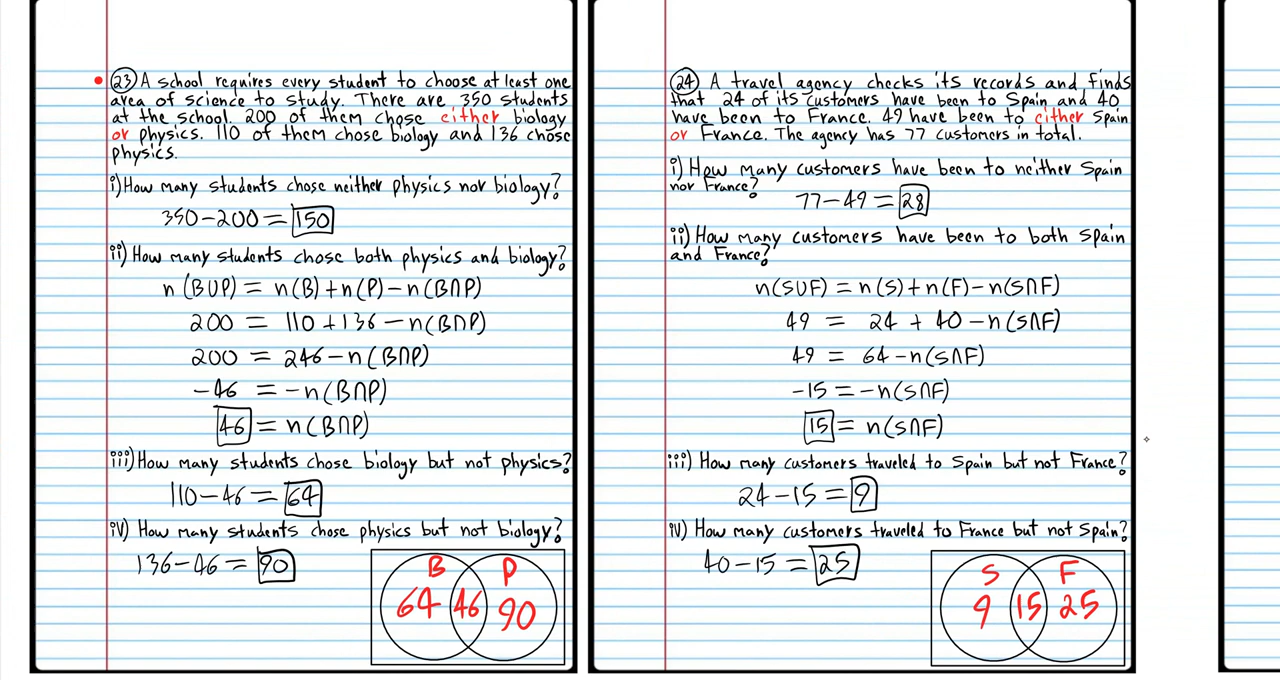 23) A school requires every student to choose at least one
area of science to study. There are 350 students
at the school. 200 of them chose either biology
or physics. 110 of them chose biology and 136 chose
physics.
i) How many students chose neither physics nor biology?
350-200 = 150
ii) How many students chose both physics and biology?
n(B∪P) = n(B)+n(P)-n(B∩P)
200 = 110+136-n(B∩P)
200 = 246-n(B∩P)
-46 = -n(B∩P)
46 = n(B∩P)
iii) How many students chose biology but not physics?
110-46 = 64
iv) How many students chose physics but not biology?
136-46 = 90
B P
64 46 90
24) A travel agency checks its records and finds
that 24 of its customers have been to Spain and 40
have been to France. 49 have been to either Spain
or France. The agency has 77 customers in total.
i) How many customers have been to neither Spain
nor France?
77-49 = 28
ii) How many customers have been to both Spain
and France?
n(S∪F) = n(S)+n(F)-n(S∩F)
49 = 24 + 40-n(S∩F)
49 = 64-n(S∩F)
-15 = -n(S∩F)
15 = n(S∩F)
iii) How many customers traveled to Spain but not France?
24-15 = 9
iv) How many customers traveled to France but not Spain?
40-15 = 25
S F
9 15 25